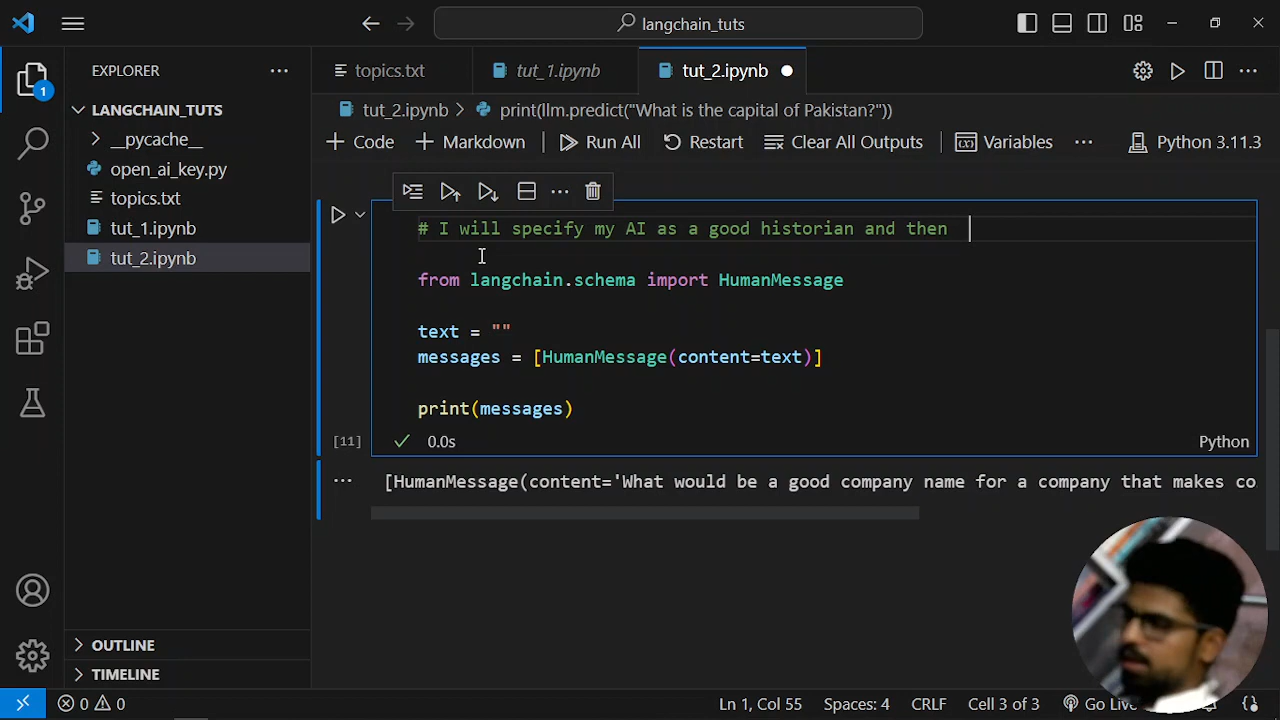 langchain_tuts
EXPLORER
topics.txt
tut_1.ipynb
tut_2.ipynb
1
LANGCHAIN_TUTS
tut_2.ipynb
print(llm.predict("What is the capital of Pakistan?"))
__pycache__
open_ai_key.py
topics.txt
tut_1.ipynb
tut_2.ipynb
Code
Markdown
Run All
Restart
Clear All Outputs
Variables
Python 3.11.3
# I will specify my AI as a good historian and then
from langchain.schema import HumanMessage
text = ""
messages = [HumanMessage(content=text)]
print(messages)
[11]
0.0s
Python
[HumanMessage(content='What would be a good company name for a company that makes co
OUTLINE
TIMELINE
0
0
Ln 1, Col 55
Spaces: 4
CRLF
Cell 3 of 3
Go Live